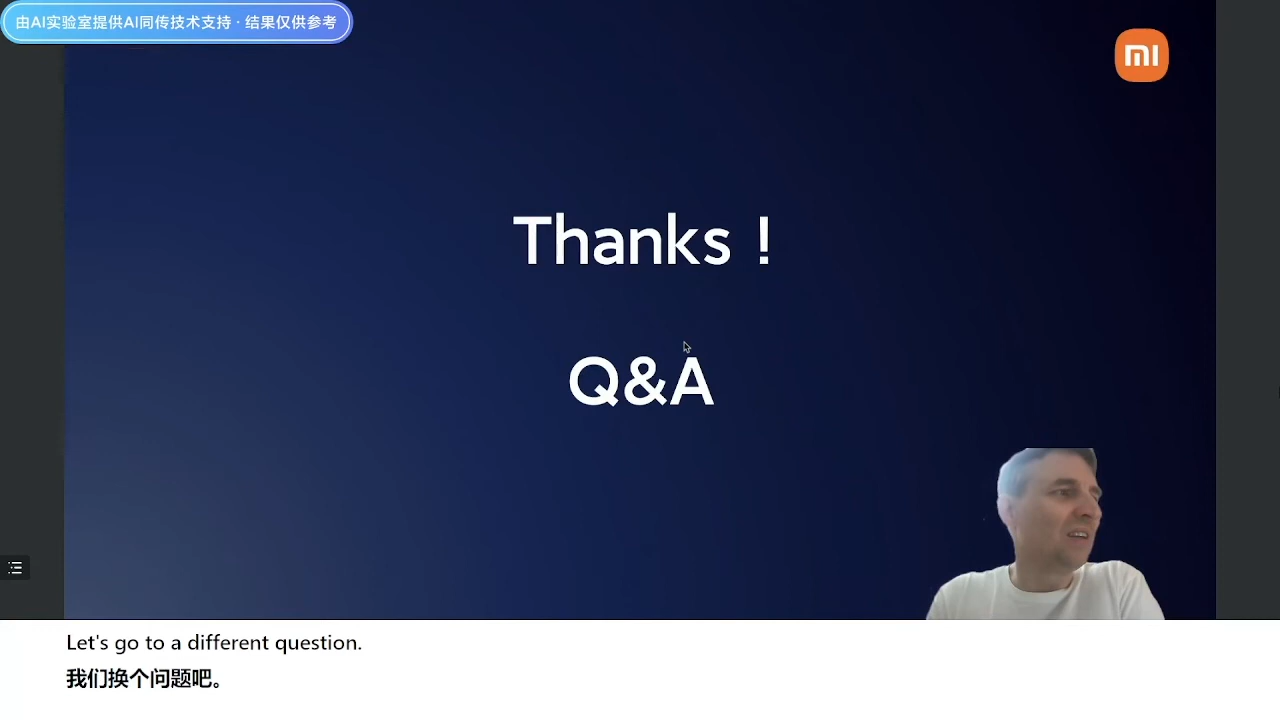 由AI实验室提供AI同传技术支持 · 结果仅供参考
mi
Thanks !
Q&A
Let's go to a different question.
我们换个问题吧。